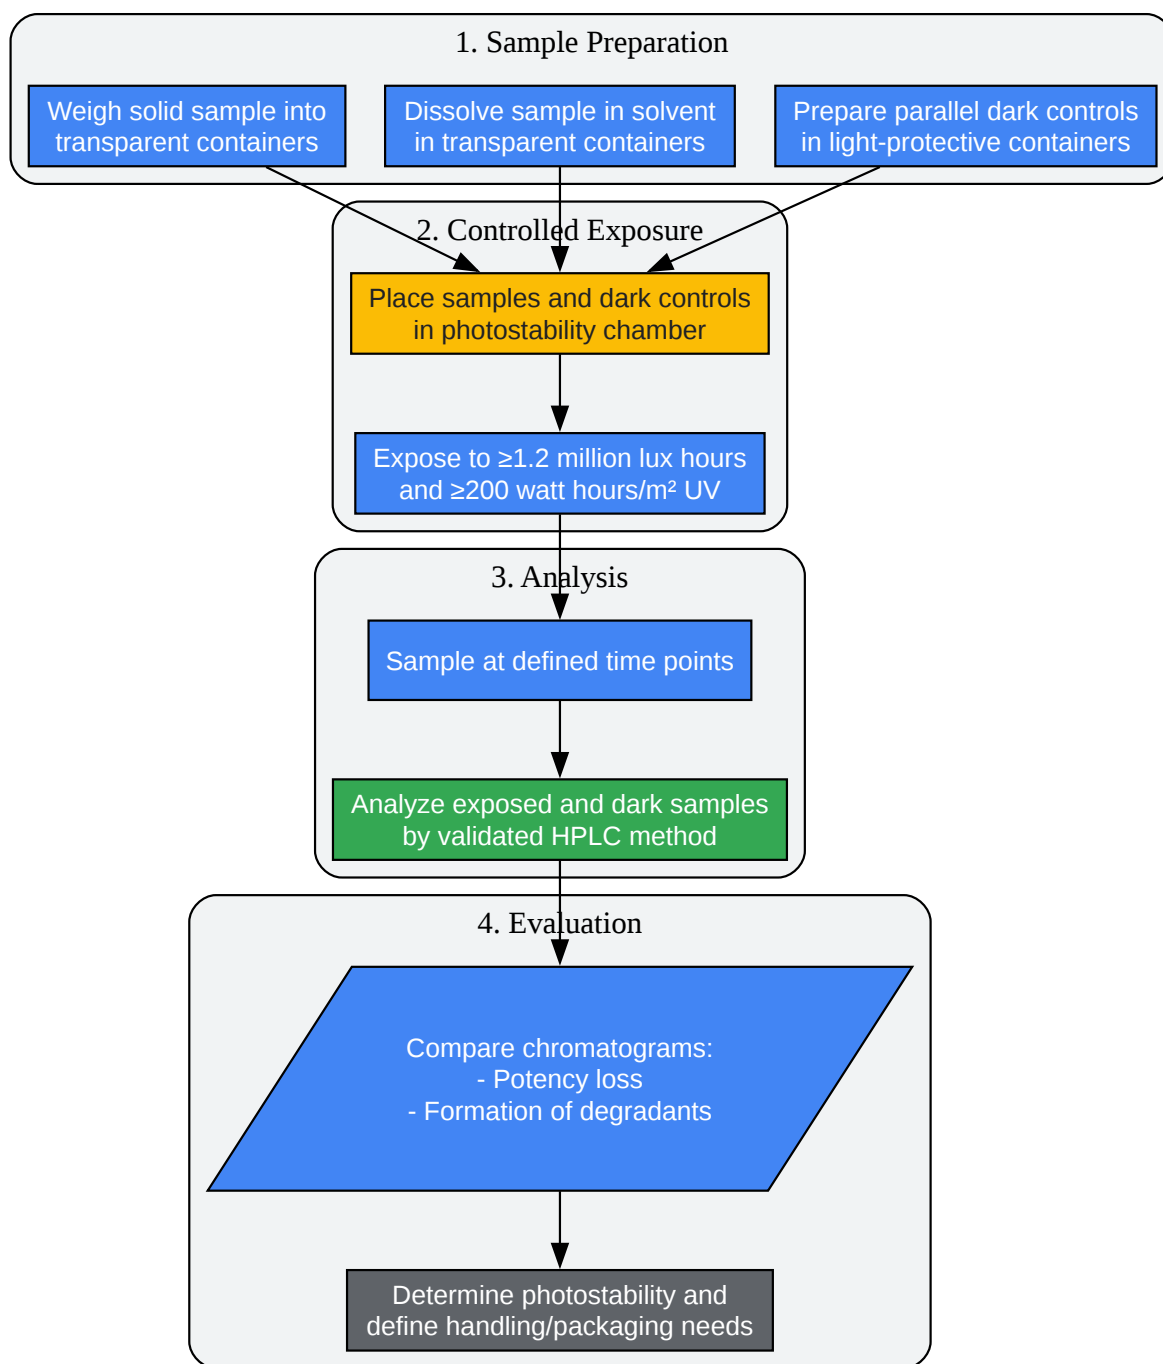 1. Sample Preparation
Weigh solid sample into
transparent containers
Dissolve sample in solvent
in transparent containers
Prepare parallel dark controls
in light-protective containers
2. Controlled Exposure
Place samples and dark controls
in photostability chamber
Expose to ≥1.2 million lux hours
and ≥200 watt hours/m² UV
3. Analysis
Sample at defined time points
Analyze exposed and dark samples
by validated HPLC method
4. Evaluation
Compare chromatograms:
- Potency loss
- Formation of degradants
Determine photostability and
define handling/packaging needs